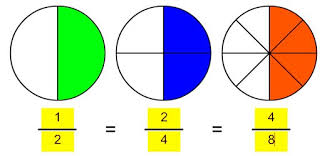 1/2 = 2/4 = 4/8